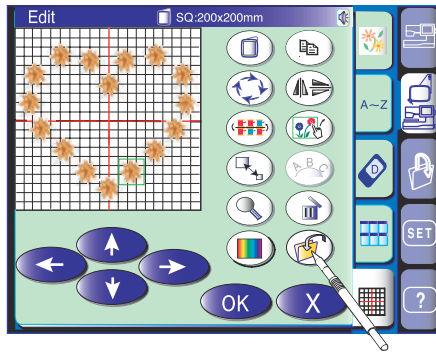 Edit
SQ:200x200mm
A~Z
D
A B C
SET
OK X
?